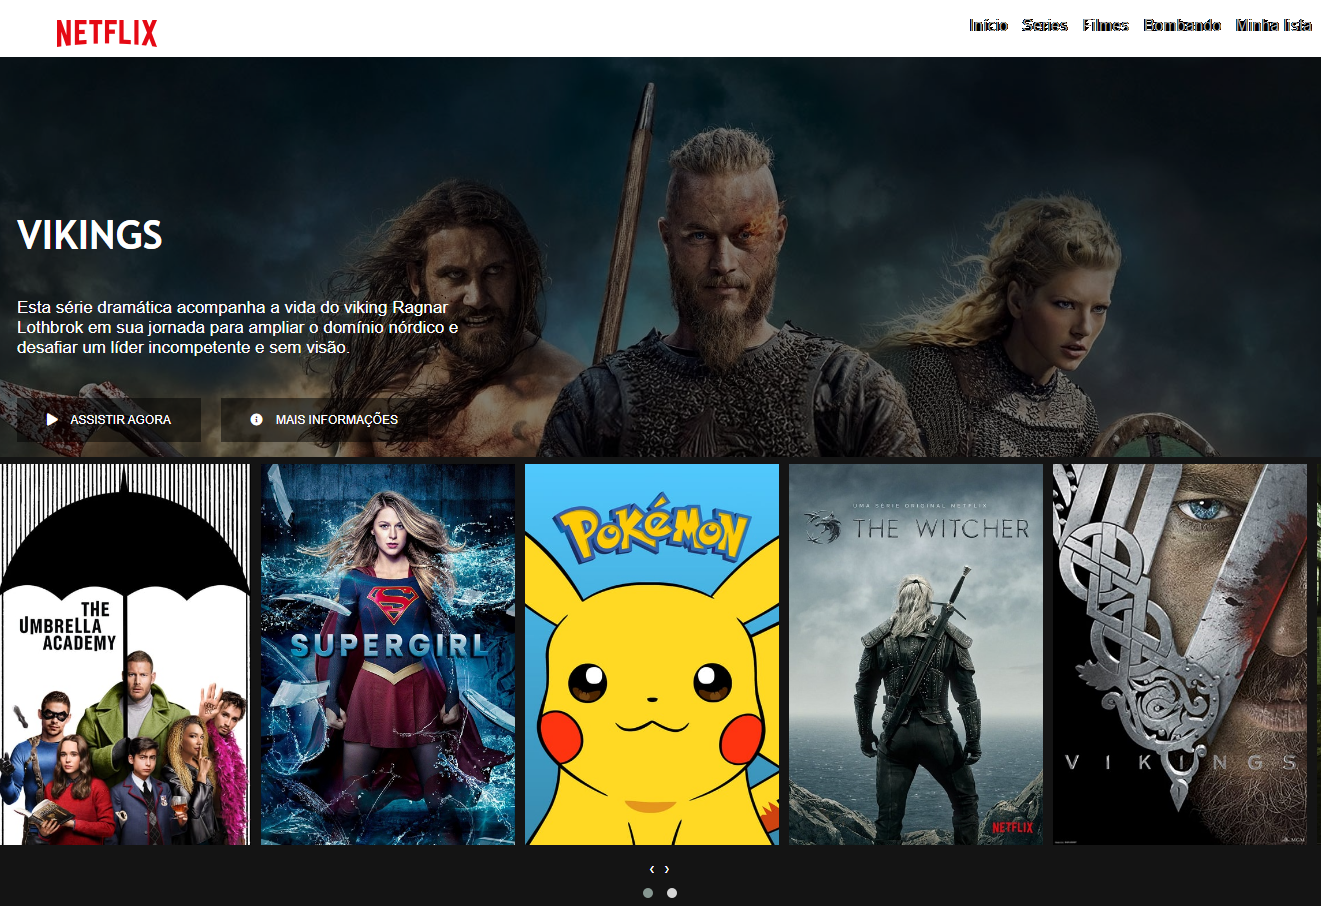 NETFLIX
Início Series Filmes Bombando Minha lista
VIKINGS
Esta série dramática acompanha a vida do viking Ragnar
Lothbrok em sua jornada para ampliar o domínio nórdico e
desafiar um líder incompetente e sem visão.
ASSISTIR AGORA
MAIS INFORMAÇÕES
THE
UMBRELLA
ACADEMY
SUPERGIRL
POKéMON
UMA SÉRIE ORIGINAL NETFLIX
THE WITCHER
NETFLIX
VIKINGS
‹ ›